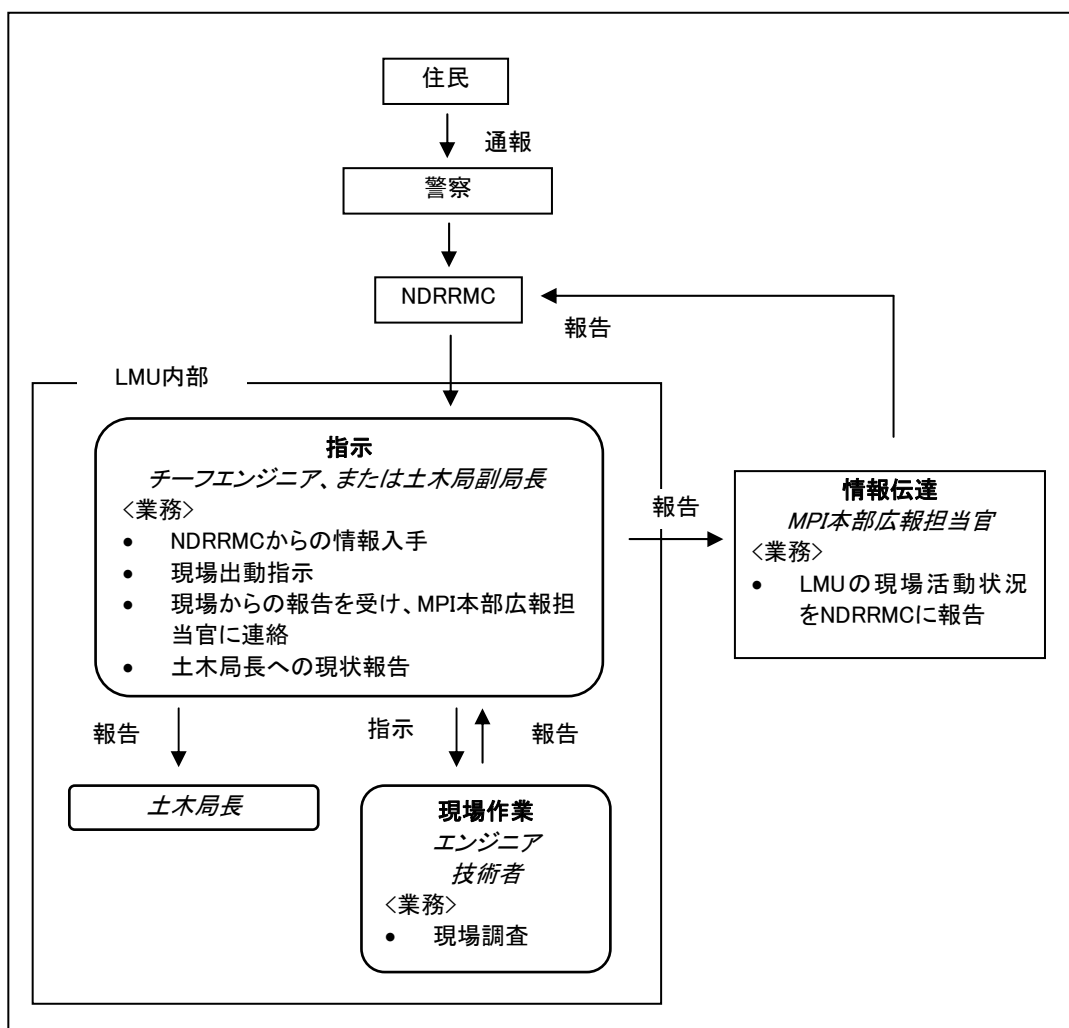 住民
通報
警察
NDRRMC
報告
LMU内部
指示
チーフエンジニア、または土木局副局長
<業務>
• NDRRMCからの情報入手
• 現場出動指示
• 現場からの報告を受け、MPI本部広報担
当官に連絡
• 土木局長への現状報告
報告
情報伝達
MPI本部広報担当官
<業務>
• LMUの現場活動状況
をNDRRMCに報告
報告
指示
報告
土木局長
現場作業
エンジニア
技術者
<業務>
• 現場調査